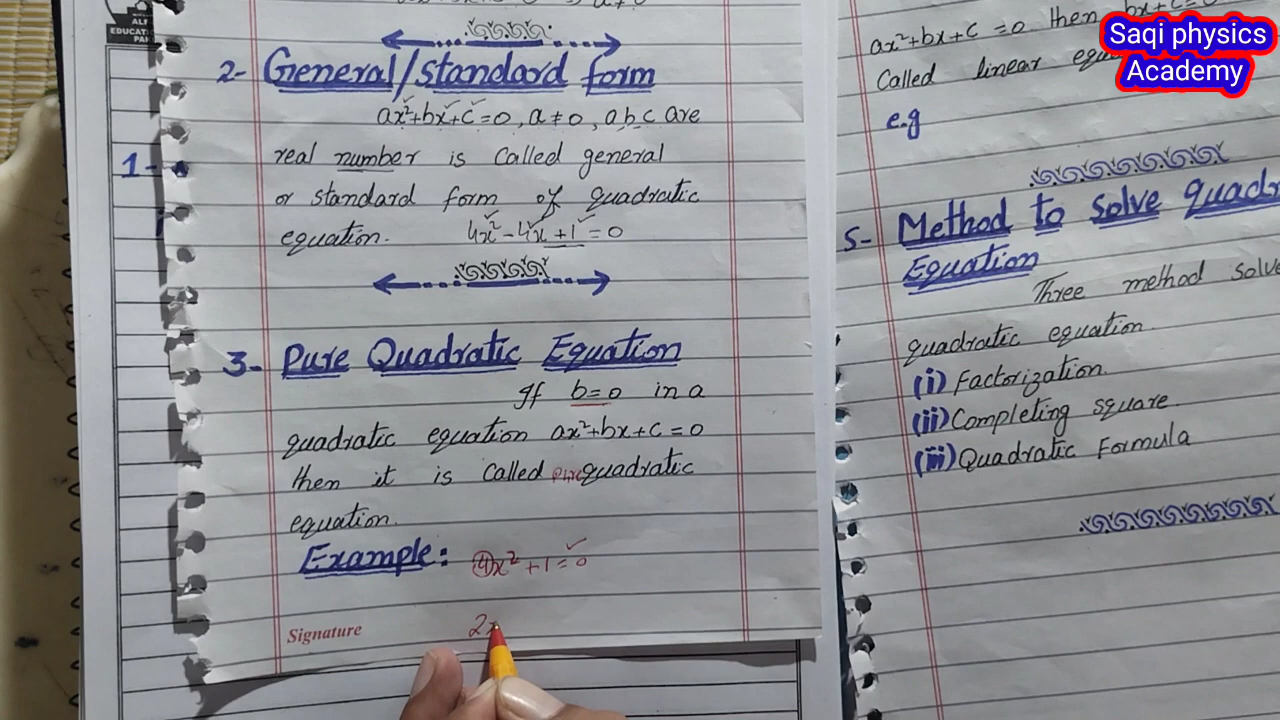 2- General/standard form
ax²+bx+c=0, a≠0, a b c are
1-
real number is called general
or standard form of quadratic
equation. 4x²-4x+1=0
3- Pure Quadratic Equation
If b=0 in a
quadratic equation ax²+bx+c=0
then it is called pure quadratic
equation.
Example: 4x²+1=0
Signature
2x
ax²+bx+c=0 then bx+c=0
Called linear
e.g
5- Method to solve
Equation
Three method solve
quadratic equation.
(i) Factorization.
(ii) Completing square
(iii) Quadratic Formula
Saqi physics
Academy